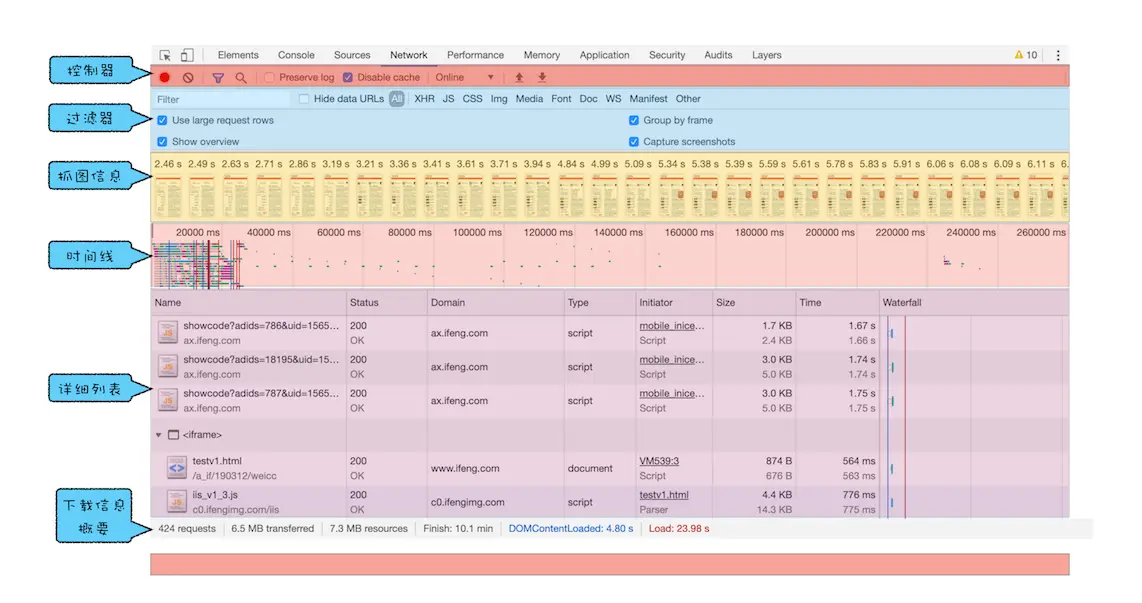 Elements Console Sources Network Performance Memory Application Security Audits Layers 10
控制器
Preserve log Disable cache Online
Filter Hide data URLs All XHR JS CSS Img Media Font Doc WS Manifest Other
过滤器
Use large request rows Group by frame
Show overview Capture screenshots
2.46 s 2.49 s 2.63 s 2.71 s 2.86 s 3.19 s 3.21 s 3.36 s 3.41 s 3.61 s 3.71 s 3.94 s 4.84 s 4.99 s 5.09 s 5.34 s 5.38 s 5.39 s 5.59 s 5.61 s 5.78 s 5.83 s 5.91 s 6.06 s 6.08 s 6.09 s 6.11 s 6.
抓图信息
20000 ms 40000 ms 60000 ms 80000 ms 100000 ms 120000 ms 140000 ms 160000 ms 180000 ms 200000 ms 220000 ms 240000 ms 260000 ms
时间线
Name Status Domain Type Initiator Size Time Waterfall
showcode?adids=786&uid=1565... 200 ax.ifeng.com script mobile_inice... 1.7 KB 1.67 s
ax.ifeng.com OK Script 2.4 KB 1.66 s
showcode?adids=18195&uid=15... 200 ax.ifeng.com script mobile_inice... 3.0 KB 1.74 s
ax.ifeng.com OK Script 5.0 KB 1.74 s
详细列表
showcode?adids=787&uid=1565... 200 ax.ifeng.com script mobile_inice... 3.0 KB 1.75 s
ax.ifeng.com OK Script 5.0 KB 1.75 s
<iframe>
testv1.html 200 www.ifeng.com document VM539:3 874 B 564 ms
/a_if/190312/weicc OK Script 676 B 563 ms
iis_v1_3.js 200 c0.ifengimg.com script testv1.html 4.4 KB 776 ms
c0.ifengimg.com/iis OK Parser 14.3 KB 775 ms
下载信息
概要
424 requests 6.5 MB transferred 7.3 MB resources Finish: 10.1 min DOMContentLoaded: 4.80 s Load: 23.98 s